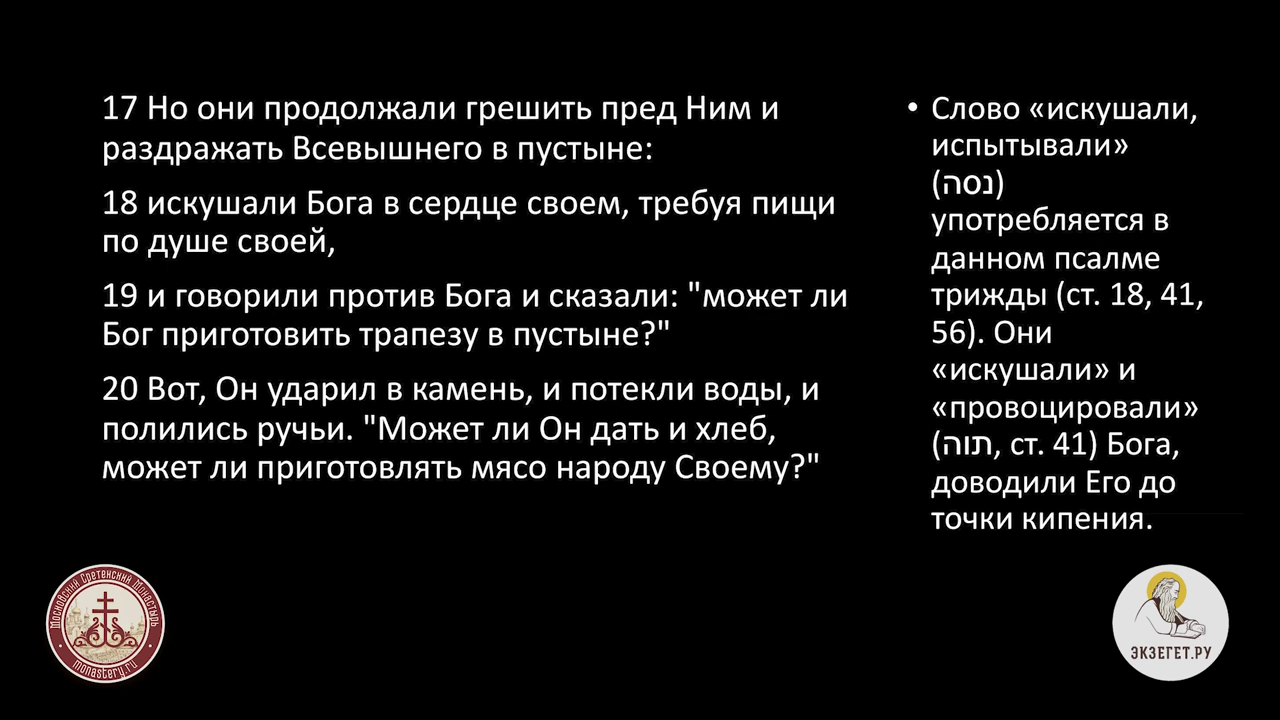 17 Но они продолжали грешить пред Ним и
раздражать Всевышнего в пустыне:
18 искушали Бога в сердце своем, требуя пищи
по душе своей,
19 и говорили против Бога и сказали: "может ли
Бог приготовить трапезу в пустыне?"
20 Вот, Он ударил в камень, и потекли воды, и
полились ручьи. "Может ли Он дать и хлеб,
может ли приготовлять мясо народу Своему?"
• Слово «искушали,
испытывали»
(נסה)
употребляется в
данном псалме
трижды (ст. 18, 41,
56). Они
«искушали» и
«провоцировали»
(תוה, ст. 41) Бога,
доводили Его до
точки кипения.
Московский Сретенский Монастырь
monastery.ru
ЭКЗЕГЕТ.РУ